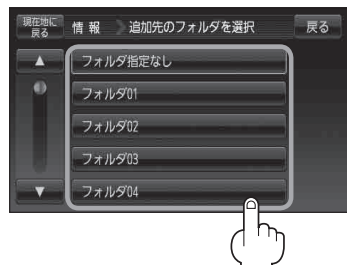 現在地に
戻る
情報 追加先のフォルダを選択 戻る
▲
フォルダ指定なし
フォルダ01
フォルダ02
フォルダ03
▼ フォルダ04